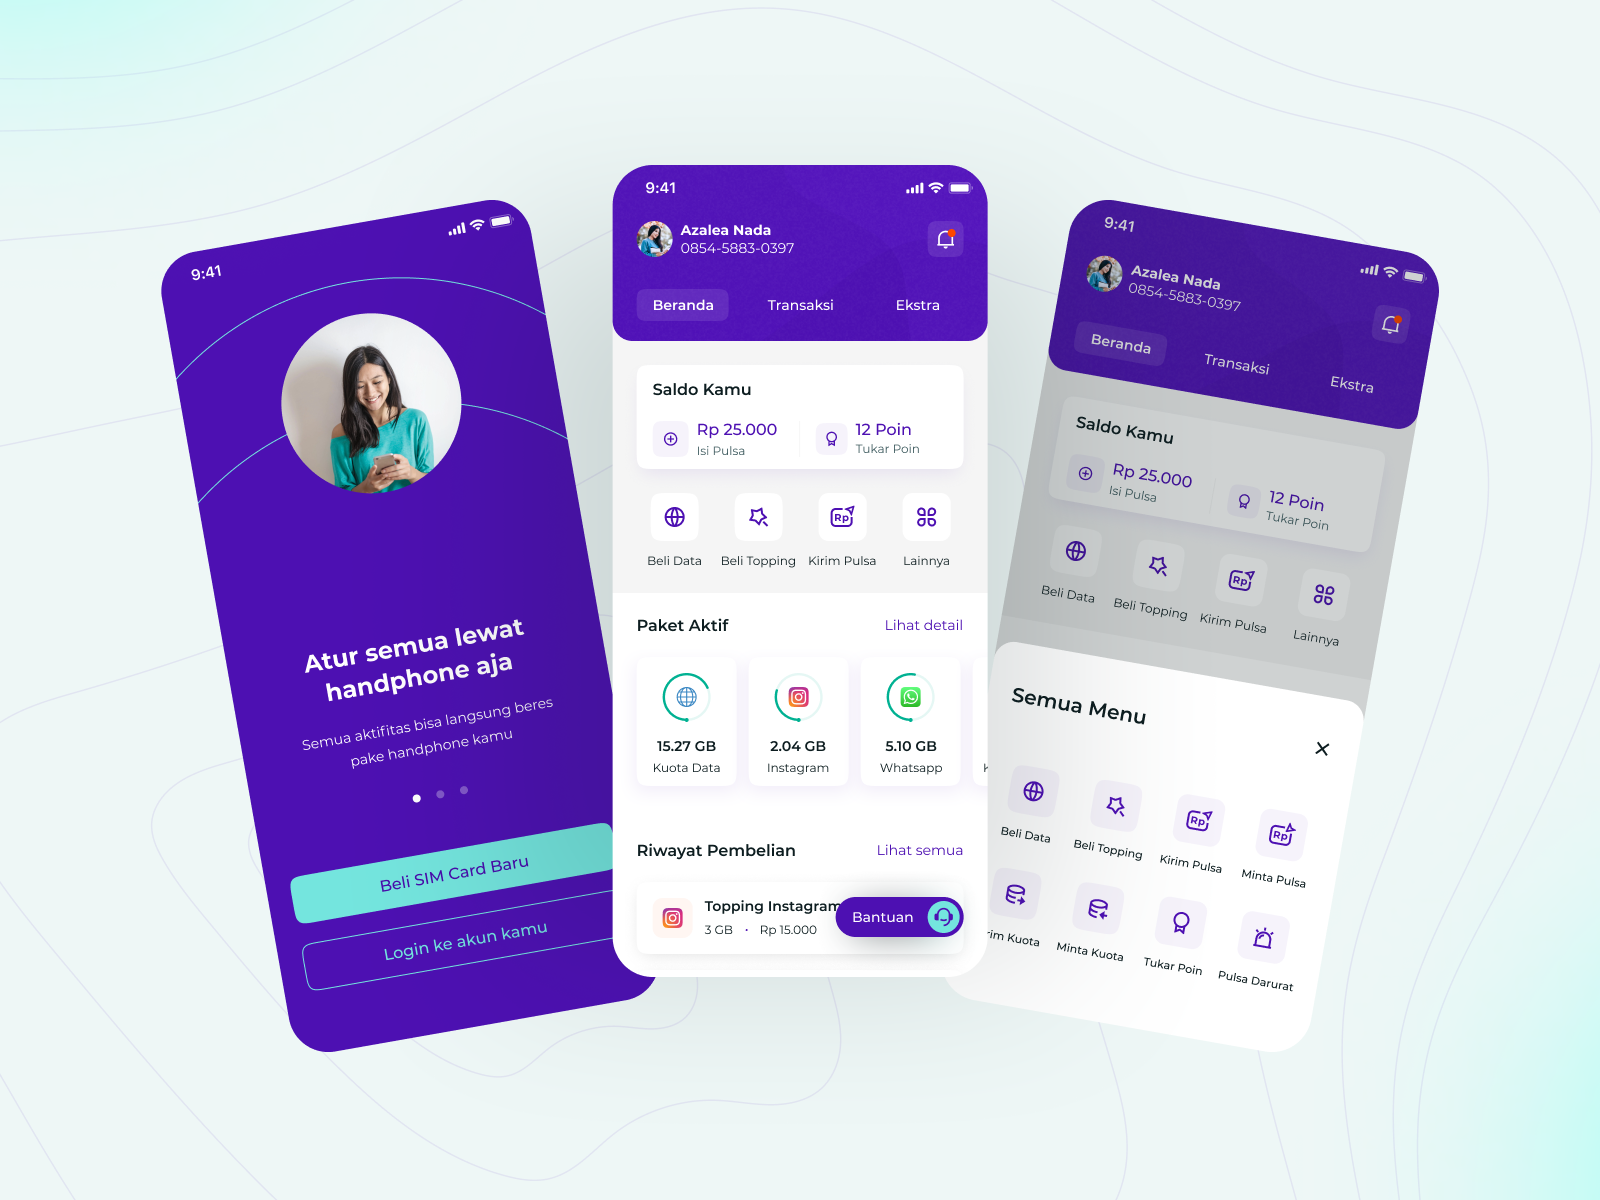 9:41
Atur semua lewat
handphone aja
Semua aktifitas bisa langsung beres
pake handphone kamu
Beli SIM Card Baru
Login ke akun kamu
9:41
Azalea Nada
0854-5883-0397
Beranda Transaksi Ekstra
Saldo Kamu
Rp 25.000 12 Poin
Isi Pulsa Tukar Poin
Rp
Beli Data Beli Topping Kirim Pulsa Lainnya
Paket Aktif Lihat detail
15.27 GB 2.04 GB 5.10 GB
Kuota Data Instagram Whatsapp
Riwayat Pembelian Lihat semua
Topping Instagram
3 GB • Rp 15.000
Bantuan
9:41
Azalea Nada
0854-5883-0397
Beranda Transaksi Ekstra
Saldo Kamu
Rp 25.000 12 Poin
Isi Pulsa Tukar Poin
Rp
Beli Data Beli Topping Kirim Pulsa Lainnya
Semua Menu
Rp Rp
Beli Data Beli Topping Kirim Pulsa Minta Pulsa
rim Kuota Minta Kuota Tukar Poin Pulsa Darurat